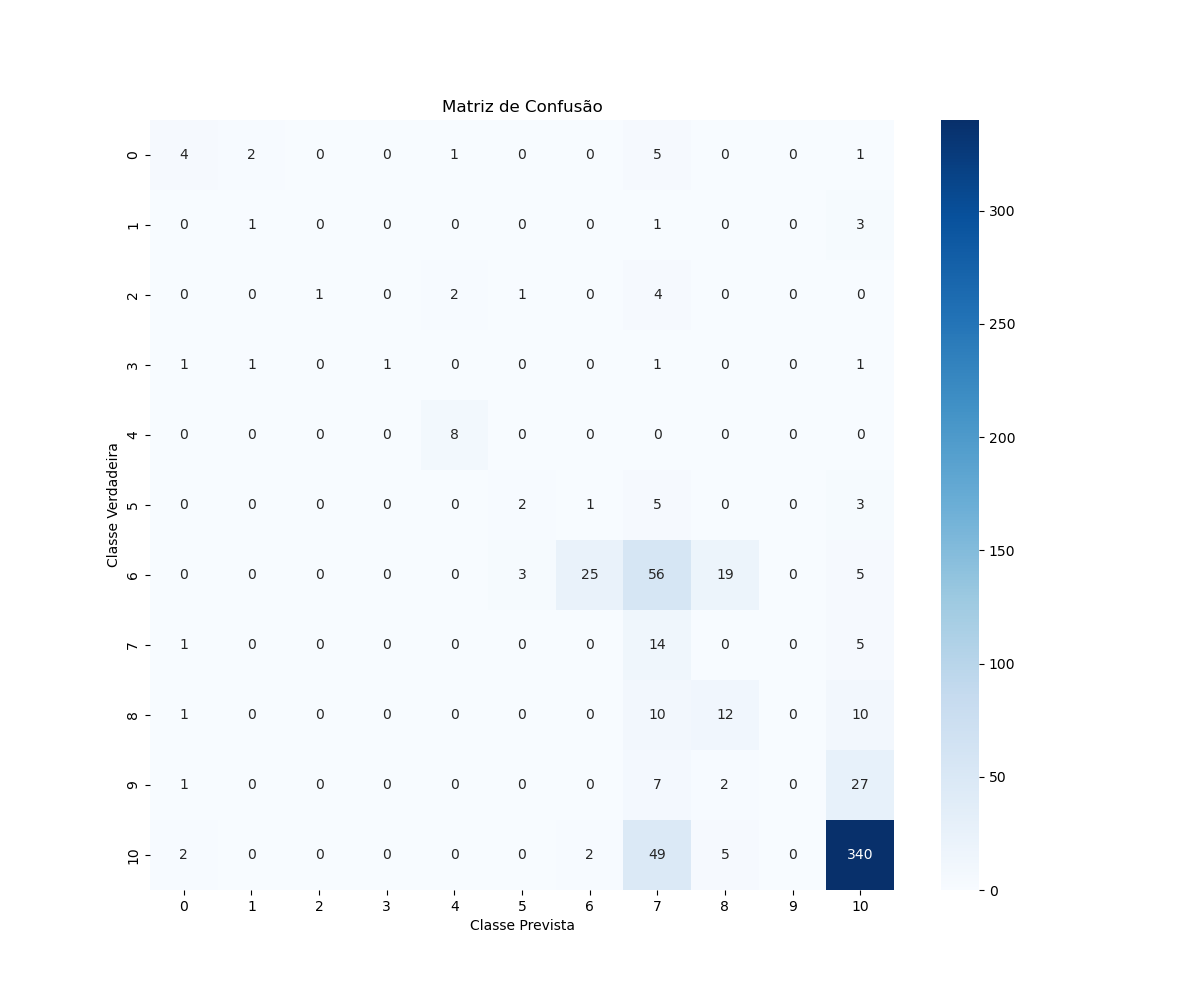 Matriz de Confusão
0 4 2 0 0 1 0 0 5 0 0 1
1 0 1 0 0 0 0 0 1 0 0 3
2 0 0 1 0 2 1 0 4 0 0 0
3 1 1 0 1 0 0 0 1 0 0 1
4 0 0 0 0 8 0 0 0 0 0 0
5 0 0 0 0 0 2 1 5 0 0 3
6 0 0 0 0 0 3 25 56 19 0 5
7 1 0 0 0 0 0 0 14 0 0 5
8 1 0 0 0 0 0 0 10 12 0 10
9 1 0 0 0 0 0 0 7 2 0 27
10 2 0 0 0 0 0 2 49 5 0 340
0 1 2 3 4 5 6 7 8 9 10
Classe Prevista
Classe Verdadeira
300
250
200
150
100
50
0